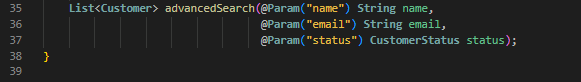 35 List<Customer> advancedSearch(@Param("name") String name,
36 @Param("email") String email,
37 @Param("status") CustomerStatus status);
38 }
39